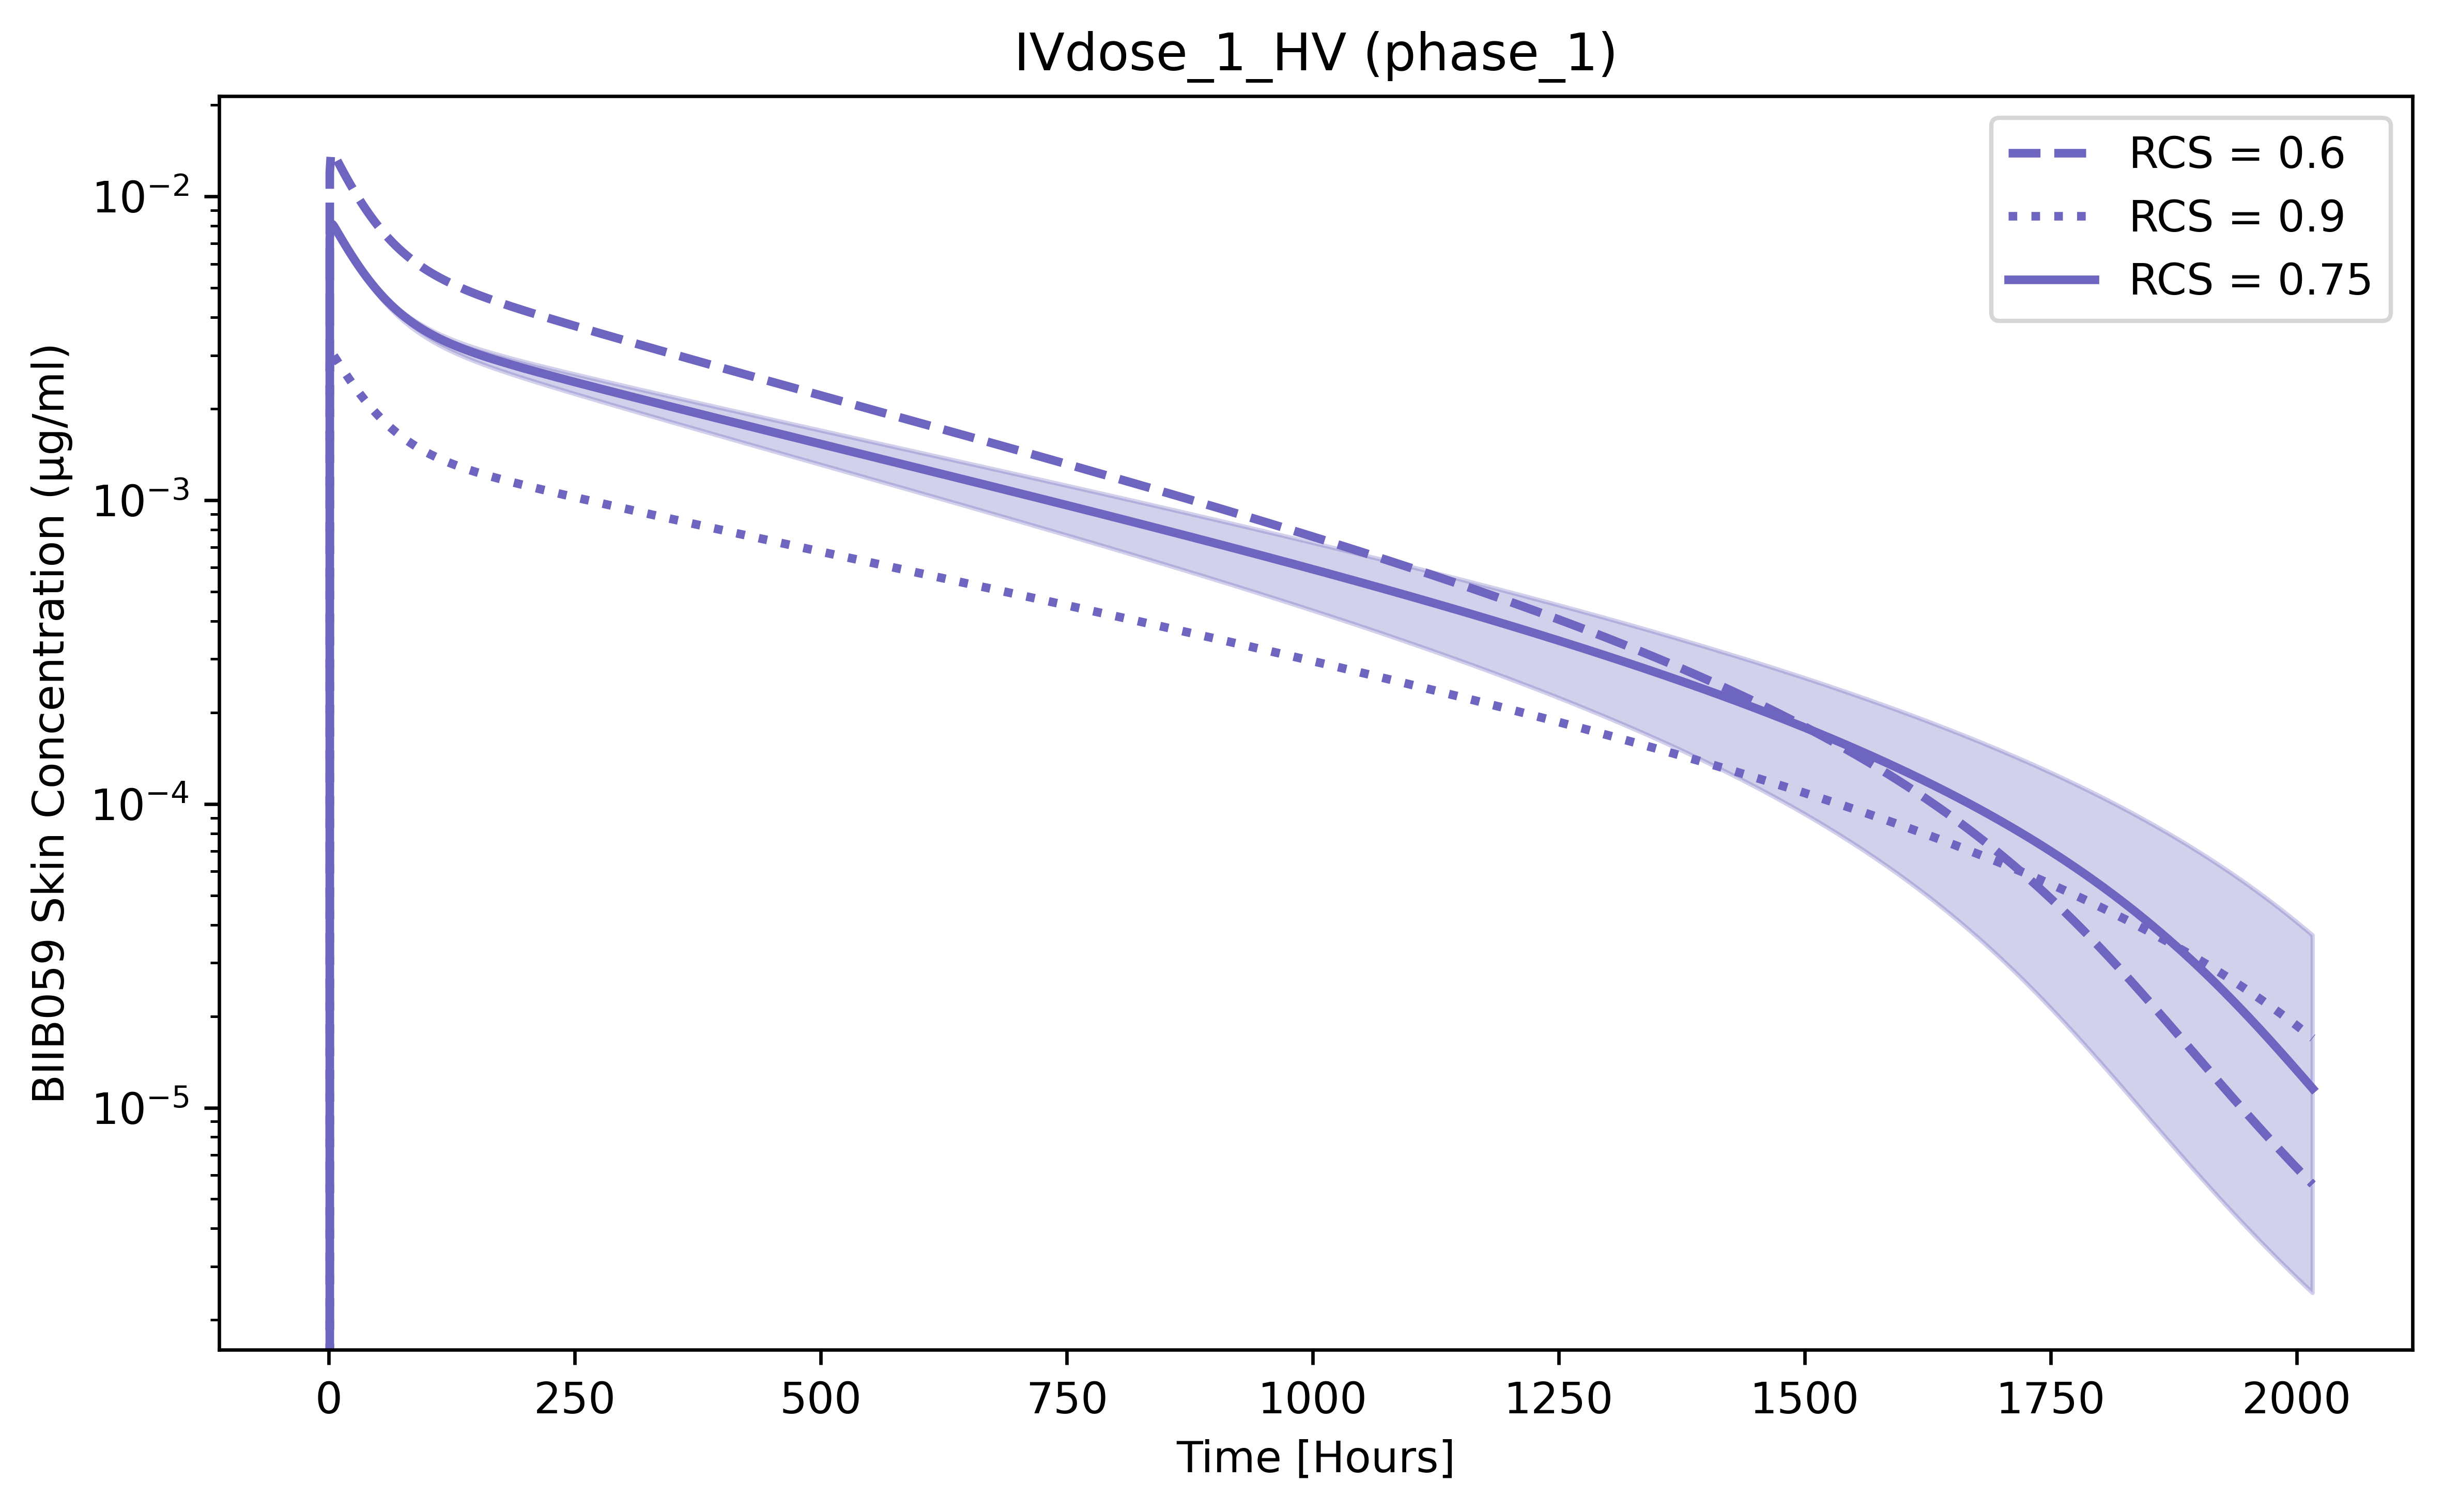 IVdose_1_HV (phase_1)
RCS = 0.6
RCS = 0.9
RCS = 0.75
BIIB059 Skin Concentration (µg/ml)
10⁻²
10⁻³
10⁻⁴
10⁻⁵
0 250 500 750 1000 1250 1500 1750 2000
Time [Hours]